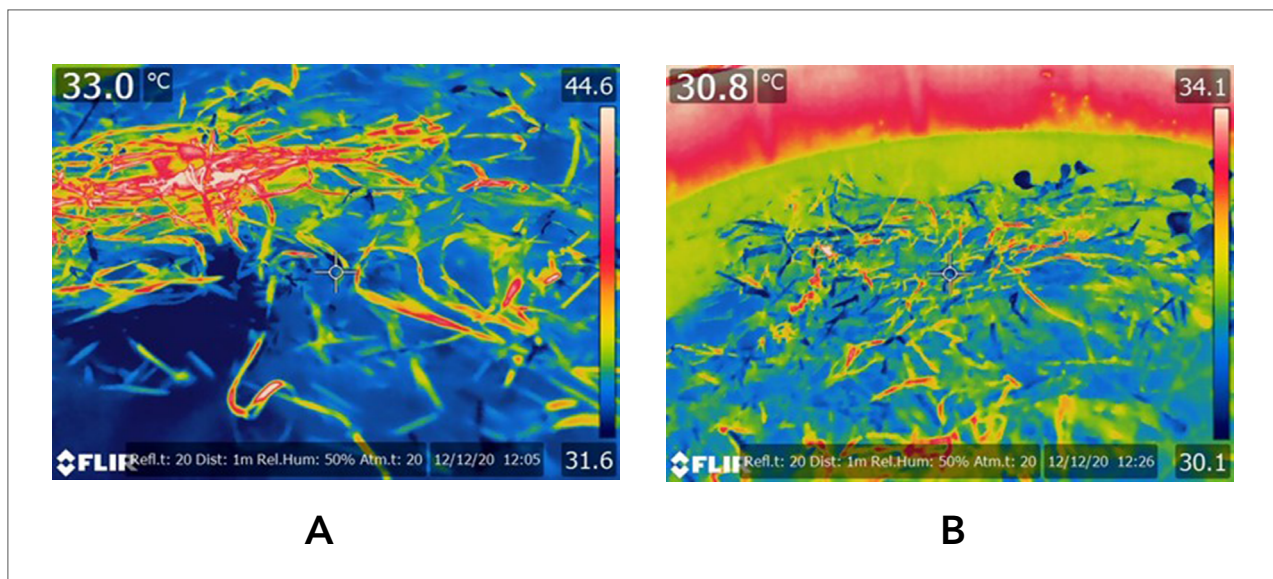 33.0 °C
44.6
FLIR Refl.t: 20 Dist: 1m Rel.Hum: 50% Atm.t: 20 12/12/20 12:05
31.6
A
30.8 °C
34.1
FLIR Refl.t: 20 Dist: 1m Rel.Hum: 50% Atm.t: 20 12/12/20 12:26
30.1
B